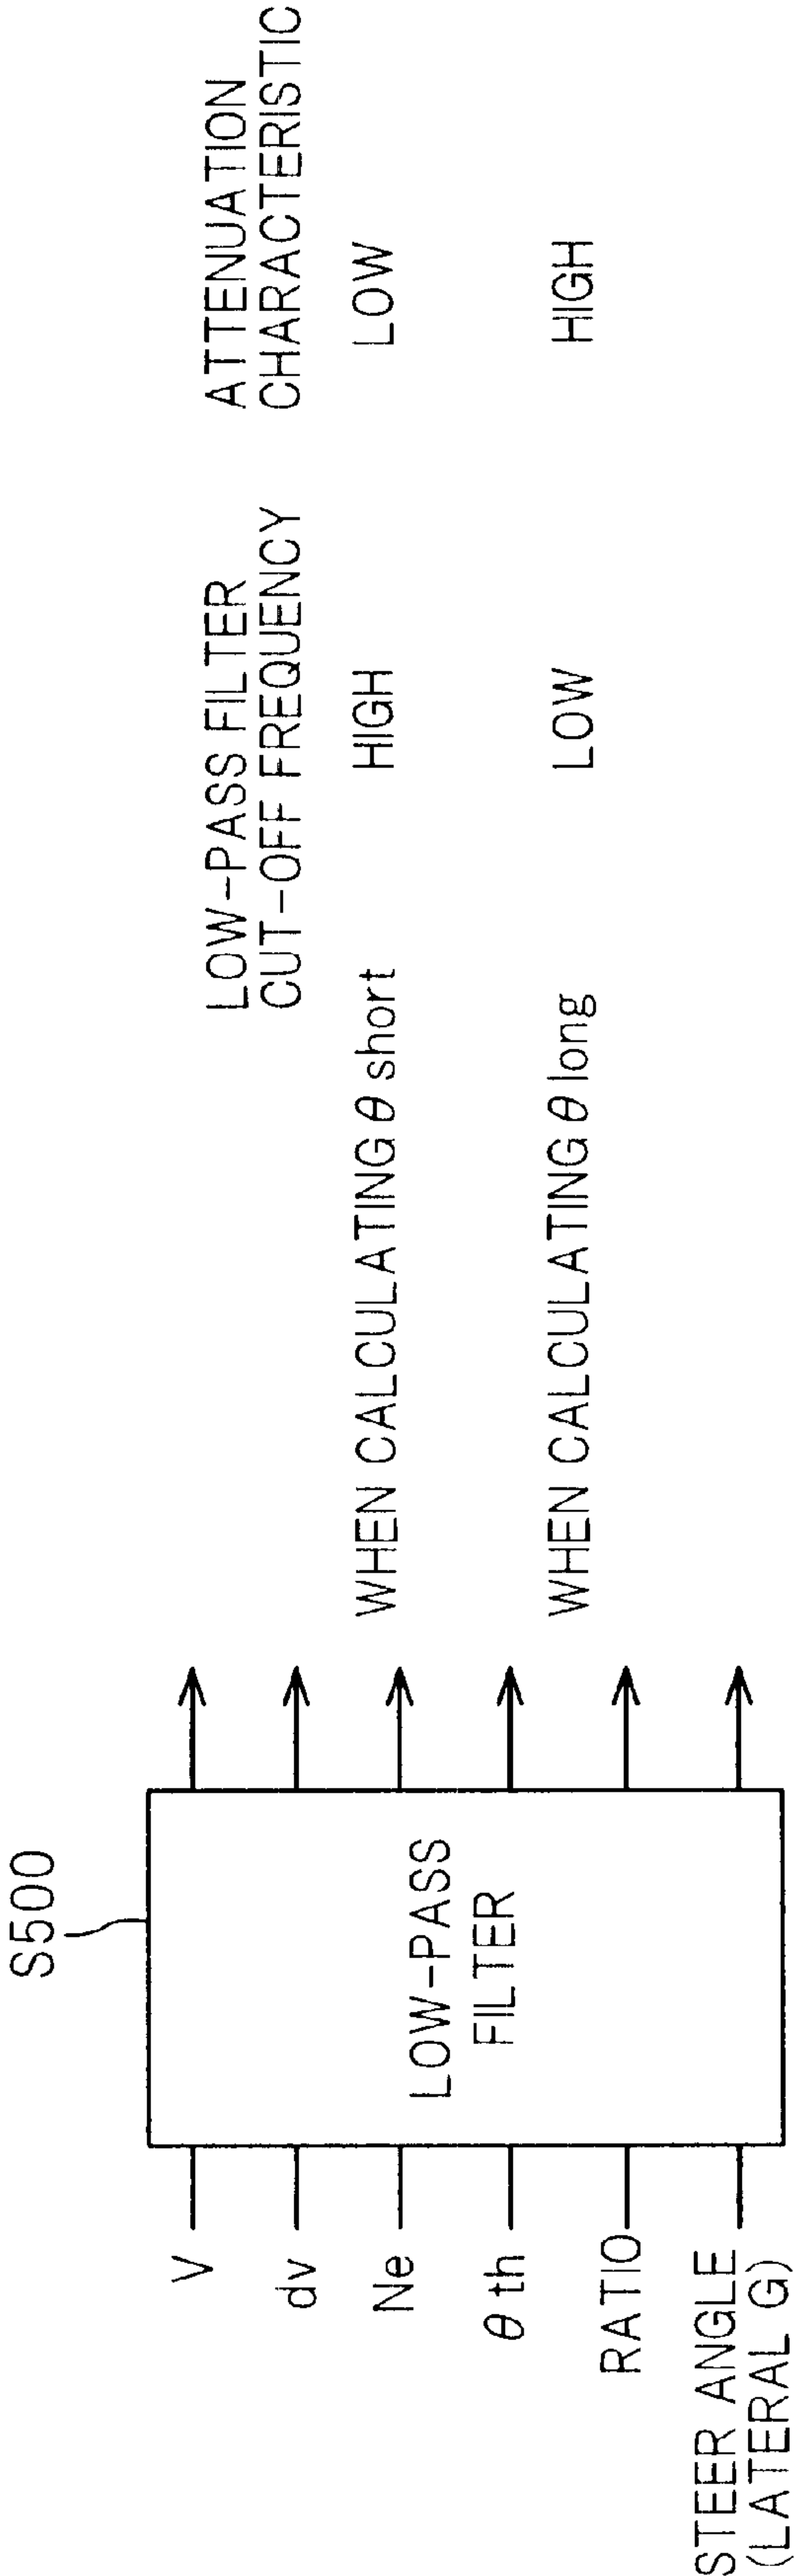 S500
V
dv
Ne
θ th
RATIO
STEER ANGLE
(LATERAL G)
LOW-PASS
FILTER
LOW-PASS FILTER
CUT-OFF FREQUENCY
ATTENUATION
CHARACTERISTIC
WHEN CALCULATING θ short
HIGH
LOW
WHEN CALCULATING θ long
LOW
HIGH